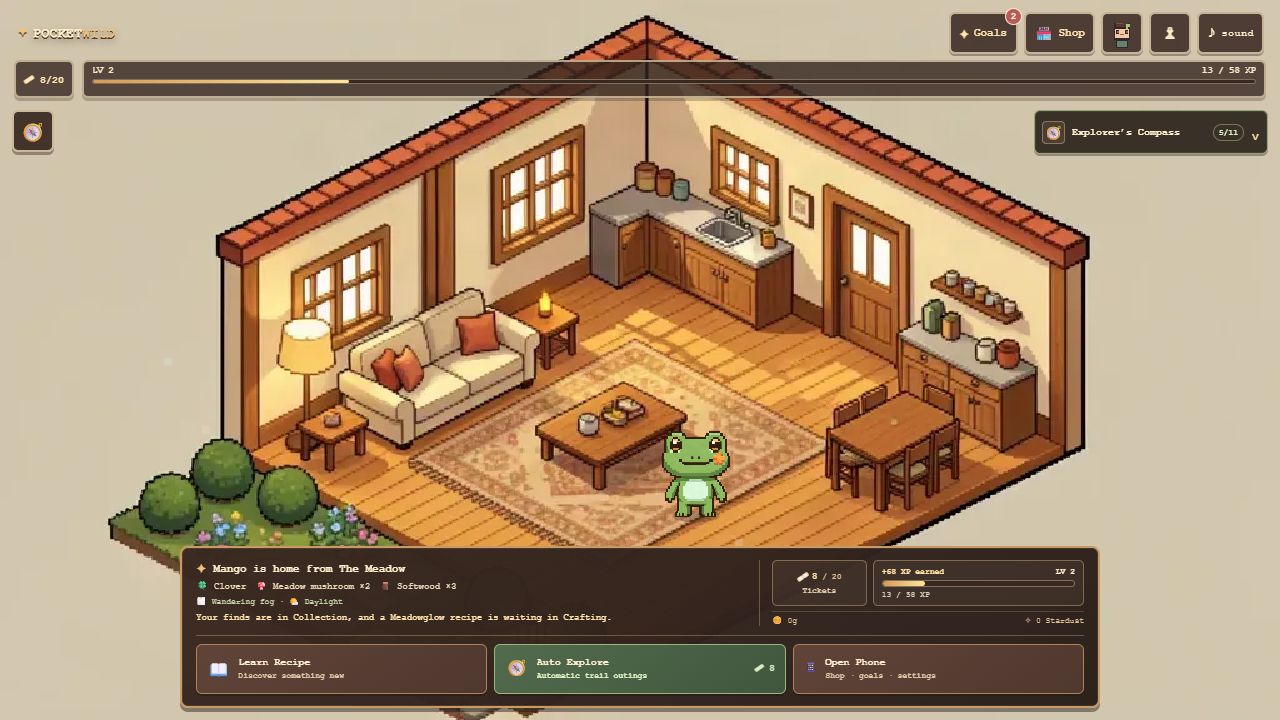 POCKETWILD
2
Goals
Shop
sound
8/20
LV 2
13 / 58 XP
Explorer's Compass
5/11
v
Mango is home from The Meadow
Clover
Meadow mushroom ×2
Softwood ×3
Wandering fog · Daylight
Your finds are in Collection, and a Meadowglow recipe is waiting in Crafting.
8 / 20
Tickets
+68 XP earned
LV 2
13 / 58 XP
0g
✧ 0 Stardust
Learn Recipe
Discover something new
Auto Explore
Automatic trail outings
8
Open Phone
Shop · goals · settings